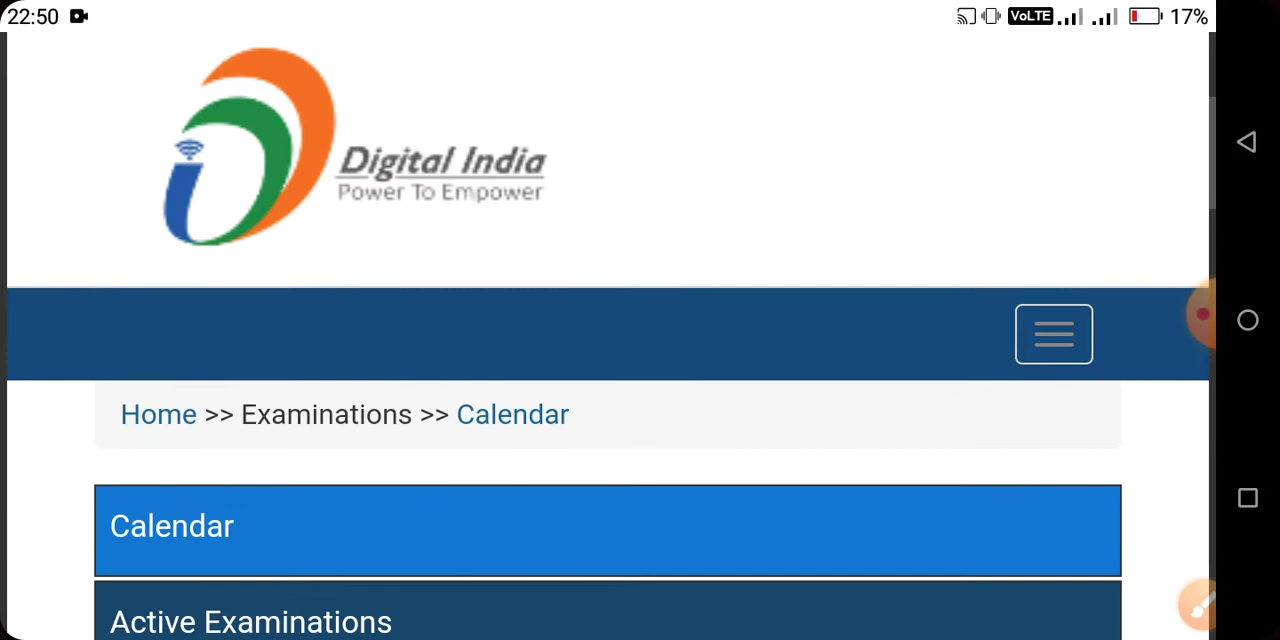 22:50 VoLTE 17%
Digital India
Power To Empower
Home >> Examinations >> Calendar
Calendar
Active Examinations